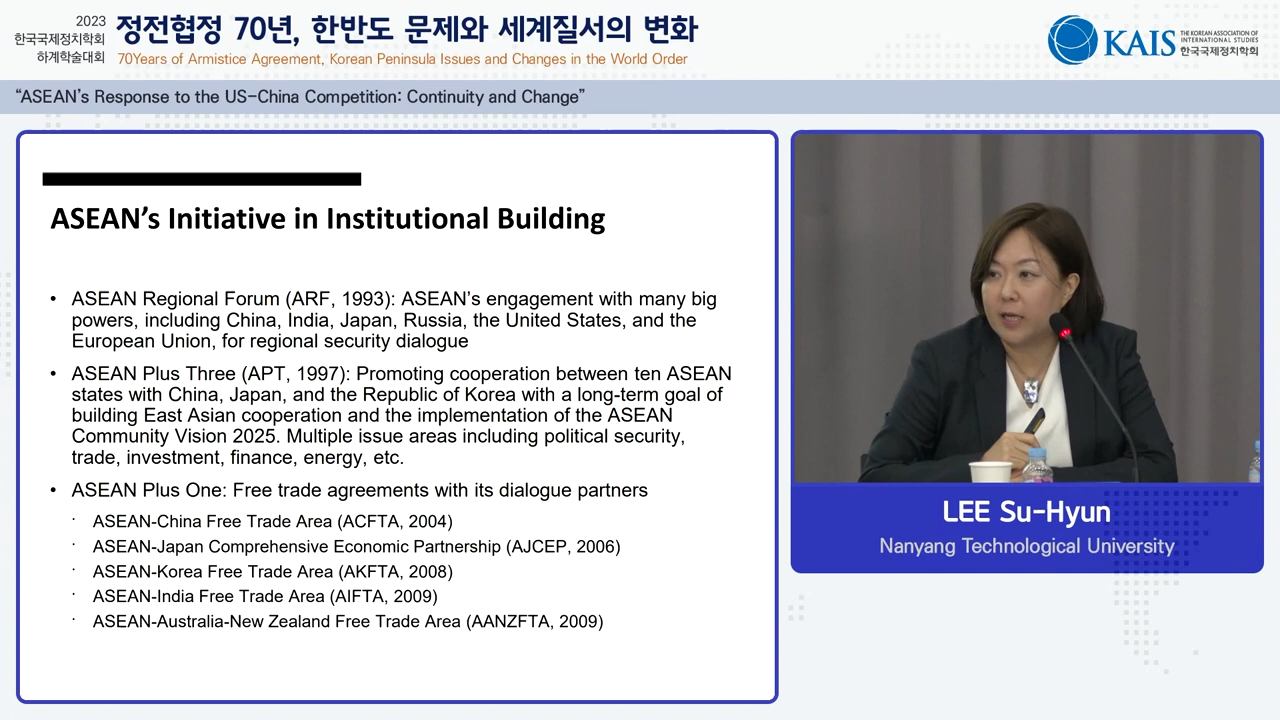 2023
한국국제정치학회
하계학술대회
정전협정 70년, 한반도 문제와 세계질서의 변화
70Years of Armistice Agreement, Korean Peninsula Issues and Changes in the World Order
KAIS
THE KOREAN ASSOCIATION OF
INTERNATIONAL STUDIES
한국국제정치학회
“ASEAN’s Response to the US-China Competition: Continuity and Change”
ASEAN’s Initiative in Institutional Building
• ASEAN Regional Forum (ARF, 1993): ASEAN’s engagement with many big
powers, including China, India, Japan, Russia, the United States, and the
European Union, for regional security dialogue
• ASEAN Plus Three (APT, 1997): Promoting cooperation between ten ASEAN
states with China, Japan, and the Republic of Korea with a long-term goal of
building East Asian cooperation and the implementation of the ASEAN
Community Vision 2025. Multiple issue areas including political security,
trade, investment, finance, energy, etc.
• ASEAN Plus One: Free trade agreements with its dialogue partners
· ASEAN-China Free Trade Area (ACFTA, 2004)
· ASEAN-Japan Comprehensive Economic Partnership (AJCEP, 2006)
· ASEAN-Korea Free Trade Area (AKFTA, 2008)
· ASEAN-India Free Trade Area (AIFTA, 2009)
· ASEAN-Australia-New Zealand Free Trade Area (AANZFTA, 2009)
LEE Su-Hyun
Nanyang Technological University